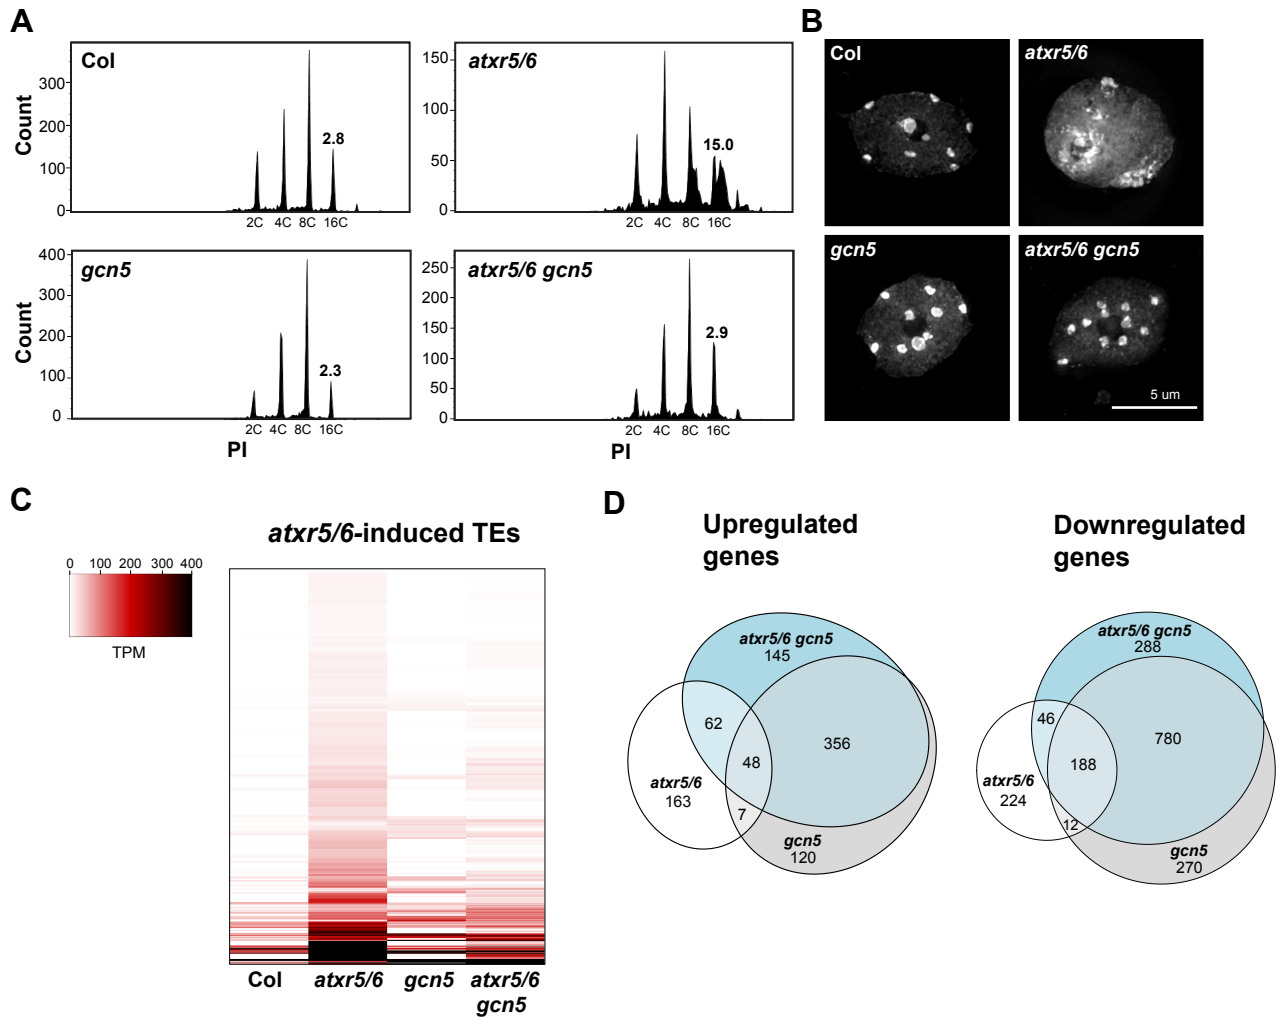 A
Col
Count
300
200
100
0
2.8
2C 4C 8C 16C
atxr5/6
150
100
50
0
15.0
2C 4C 8C 16C
gcn5
Count
400
300
200
100
0
2.3
2C 4C 8C 16C
PI
atxr5/6 gcn5
250
200
150
100
50
0
2.9
2C 4C 8C 16C
PI
B
Col
atxr5/6
gcn5
atxr5/6 gcn5
5 um
C
atxr5/6-induced TEs
0 100 200 300 400
TPM
Col atxr5/6 gcn5 atxr5/6
gcn5
D
Upregulated
genes
atxr5/6 gcn5
145
62
356
48
atxr5/6
163
7
gcn5
120
Downregulated
genes
atxr5/6 gcn5
288
46
780
188
atxr5/6
224
12
gcn5
270